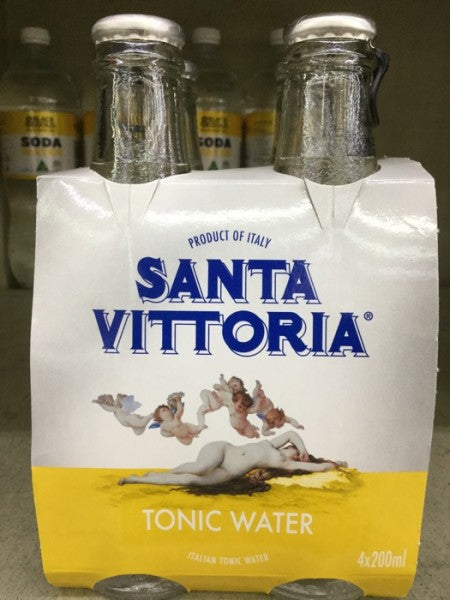 PRODUCT OF ITALY
SANTA
VITTORIA®
TONIC WATER
ITALIAN TONIC WATER
4x200ml
SODA
SODA